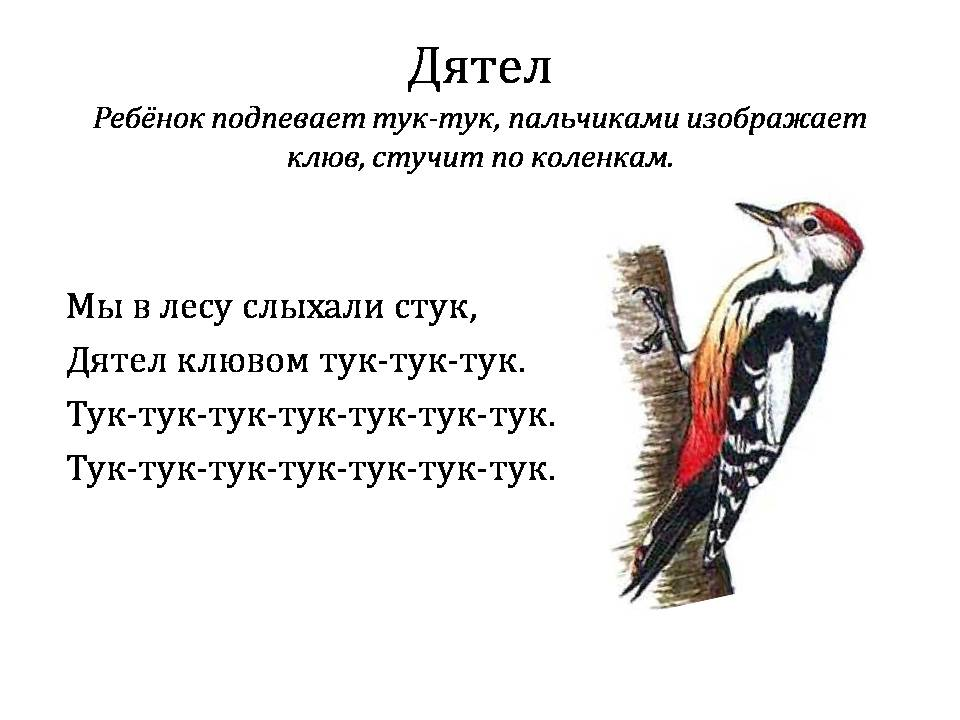 Дятел
Ребёнок подпевает тук-тук, пальчиками изображает
клюв, стучит по коленкам.
Мы в лесу слыхали стук,
Дятел клювом тук-тук-тук.
Тук-тук-тук-тук-тук-тук-тук.
Тук-тук-тук-тук-тук-тук-тук.